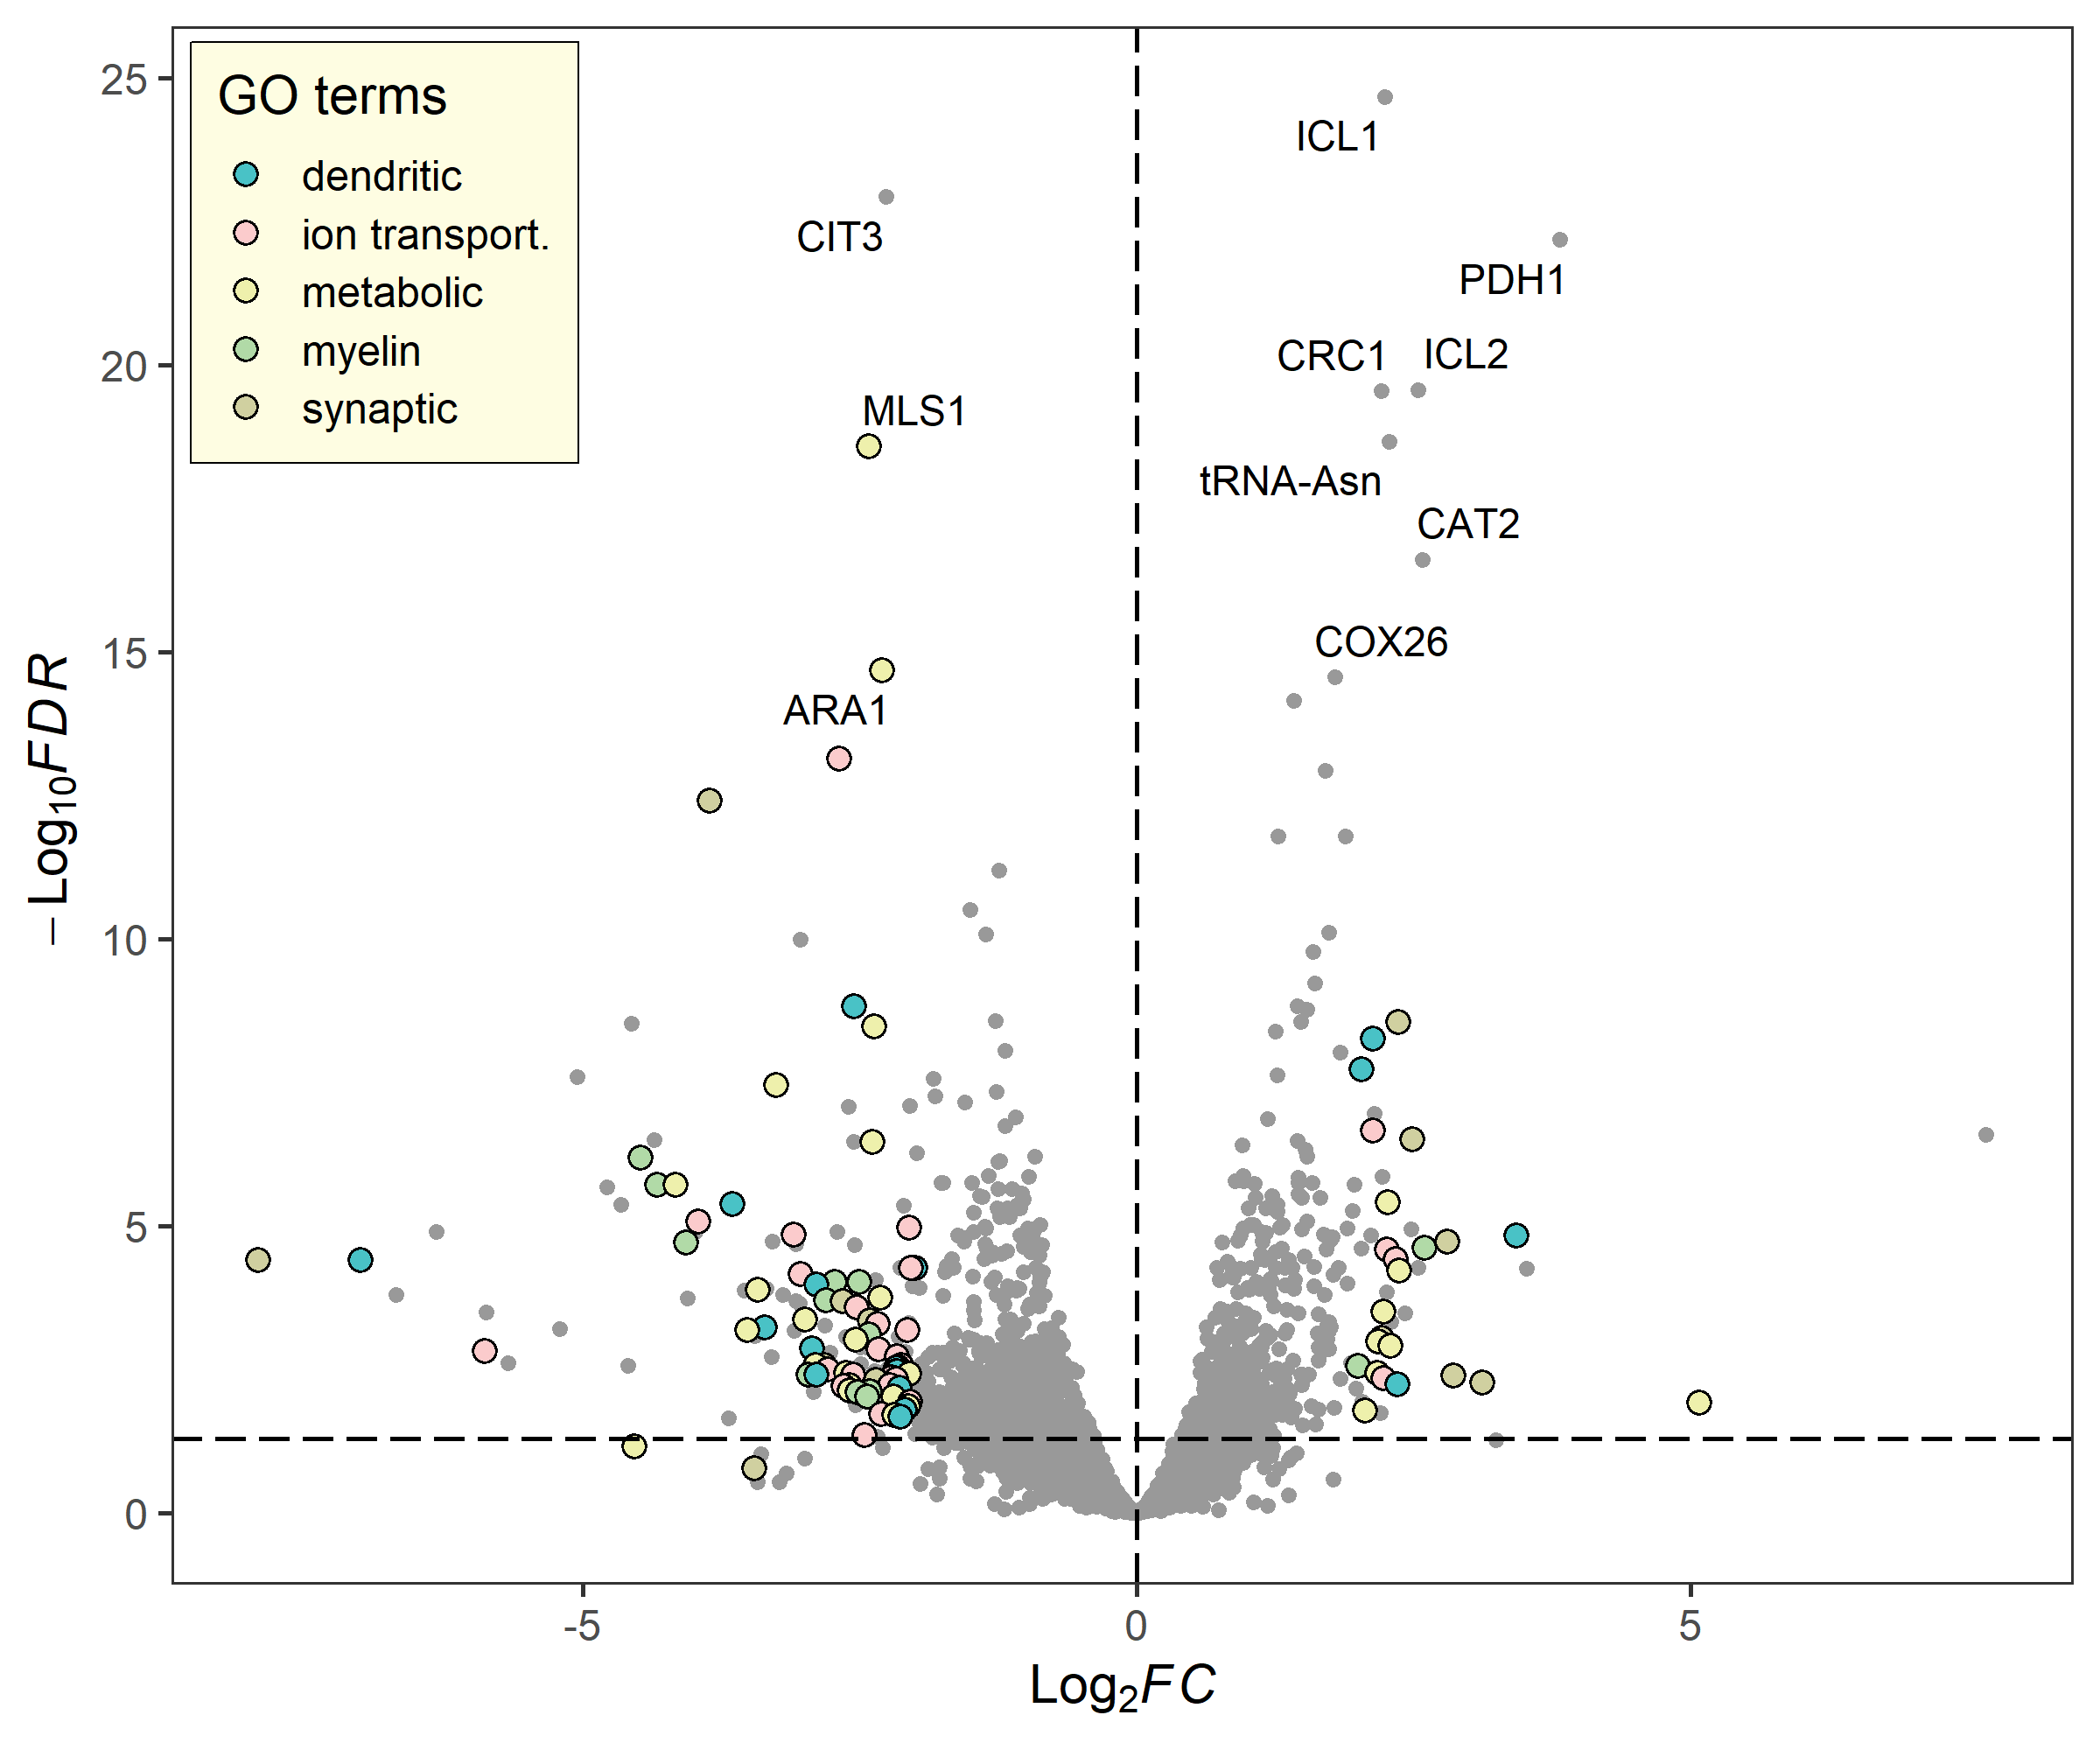 GO terms
dendritic
ion transport.
metabolic
myelin
synaptic
ICL1
CIT3
PDH1
CRC1
ICL2
MLS1
tRNA-Asn
CAT2
COX26
ARA1
25
20
15
10
5
0
−Log₁₀FDR
-5
0
5
Log₂FC